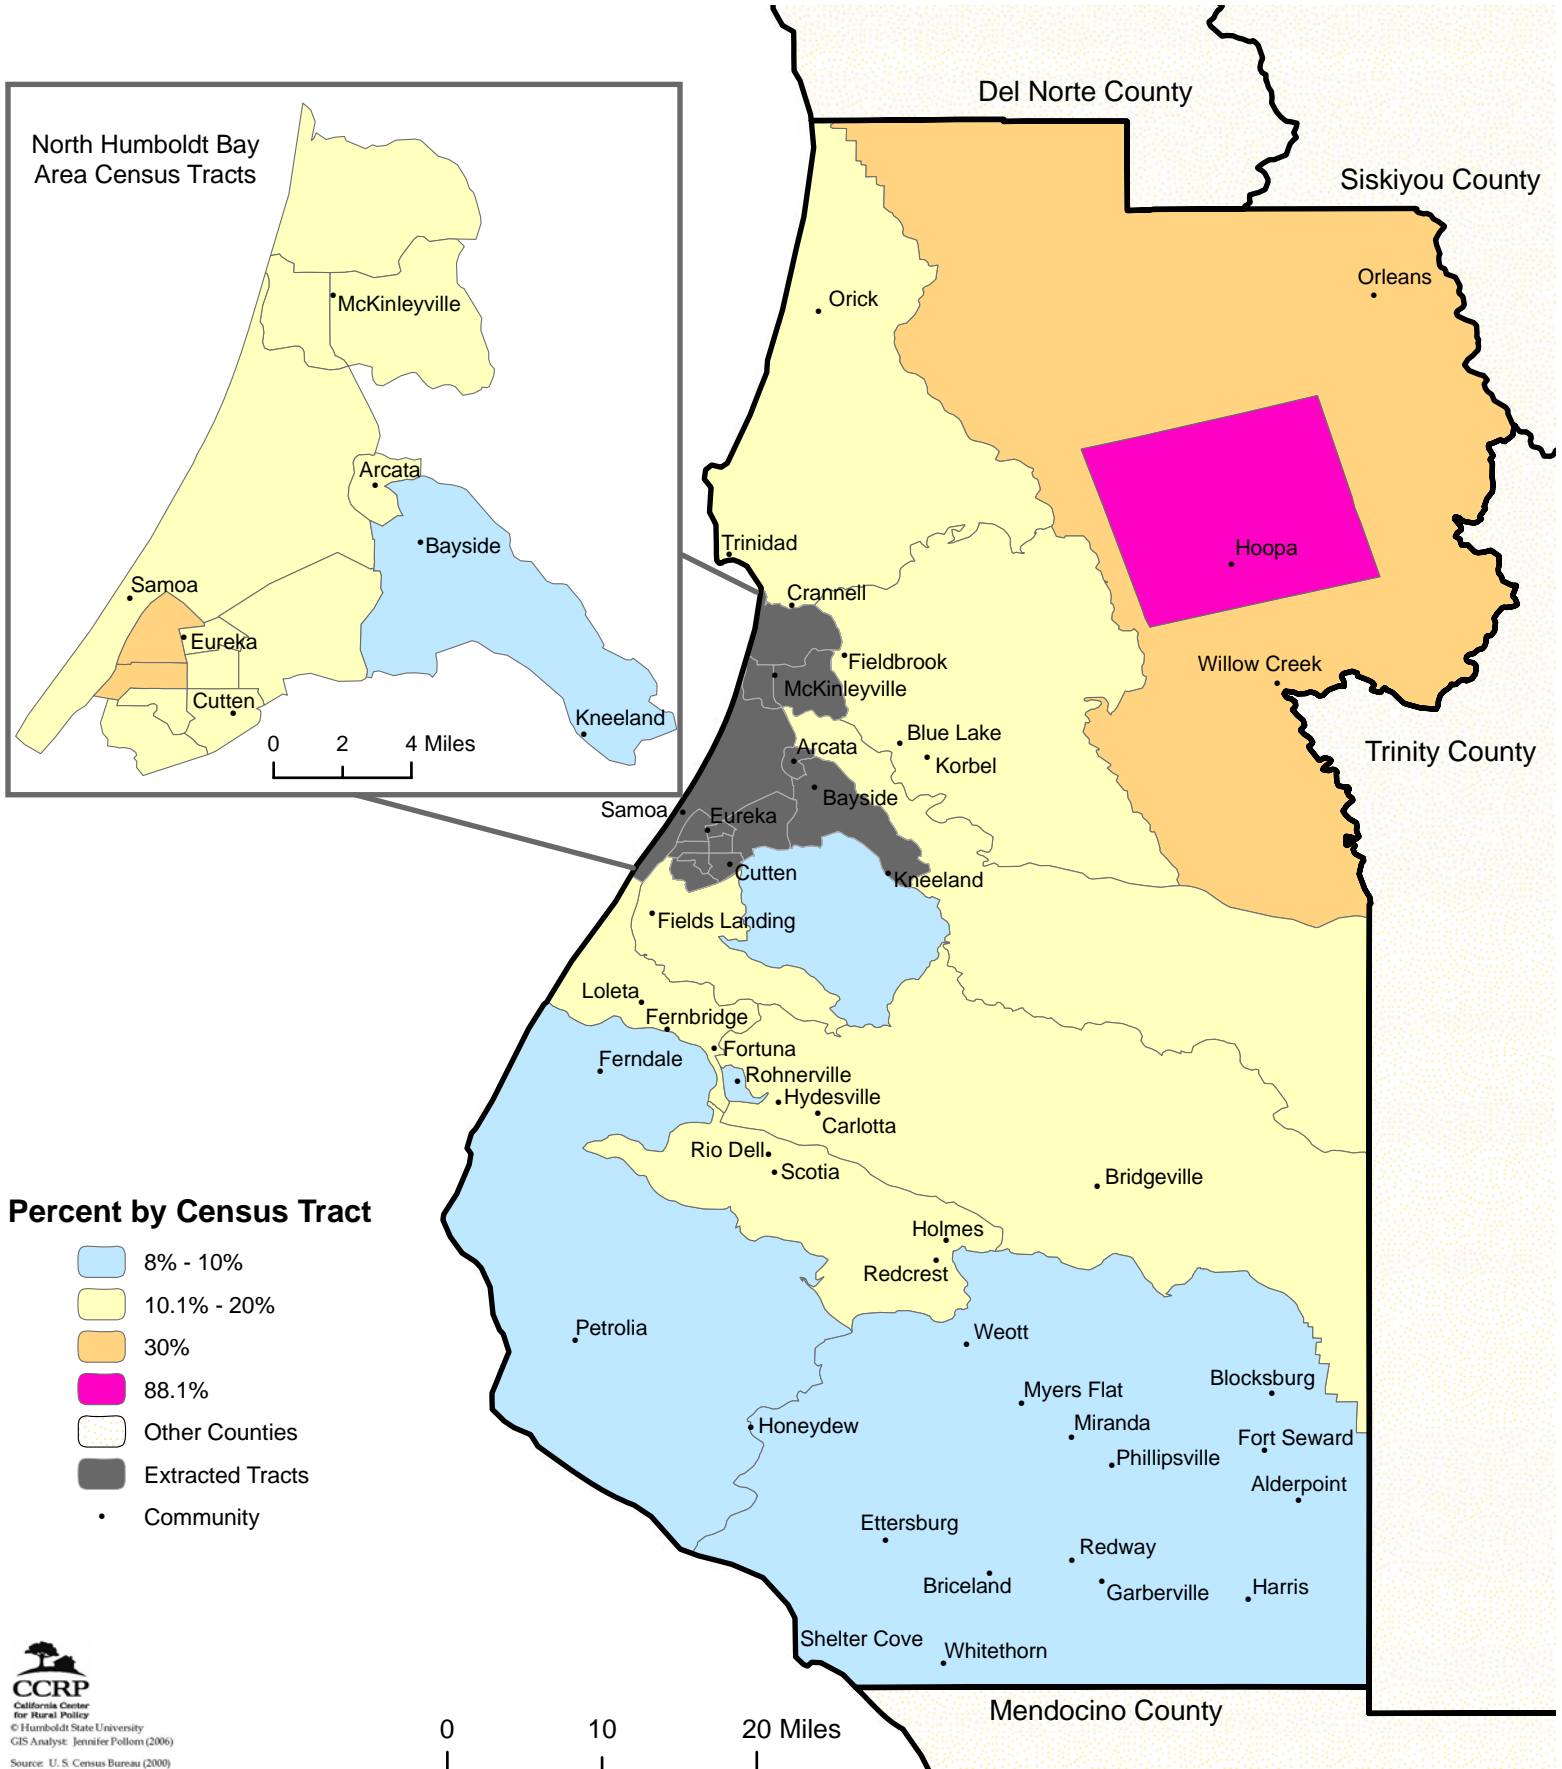 Del Norte County
Siskiyou County
North Humboldt Bay
Area Census Tracts
McKinleyville
Arcata
Bayside
Samoa
Eureka
Cutten
Kneeland
0 2 4 Miles
Orleans
Orick
Hoopa
Trinidad
Crannell
Fieldbrook
McKinleyville
Willow Creek
Blue Lake
Korbel
Arcata
Trinity County
Bayside
Samoa
Eureka
Cutten
Kneeland
Fields Landing
Loleta
Fernbridge
Fortuna
Ferndale
Rohnerville
Hydesville
Carlotta
Rio Dell
Scotia
Bridgeville
Holmes
Redcrest
Petrolia
Weott
Blocksburg
Myers Flat
Miranda
Honeydew
Fort Seward
Phillipsville
Alderpoint
Ettersburg
Redway
Briceland
Garberville
Harris
Shelter Cove
Whitethorn
Mendocino County
Percent by Census Tract
8% - 10%
10.1% - 20%
30%
88.1%
Other Counties
Extracted Tracts
Community
CCRP
California Center
for Rural Policy
© Humboldt State University
GIS Analyst: Jennifer Pollom (2006)
Source: U. S. Census Bureau (2000)
0 10 20 Miles